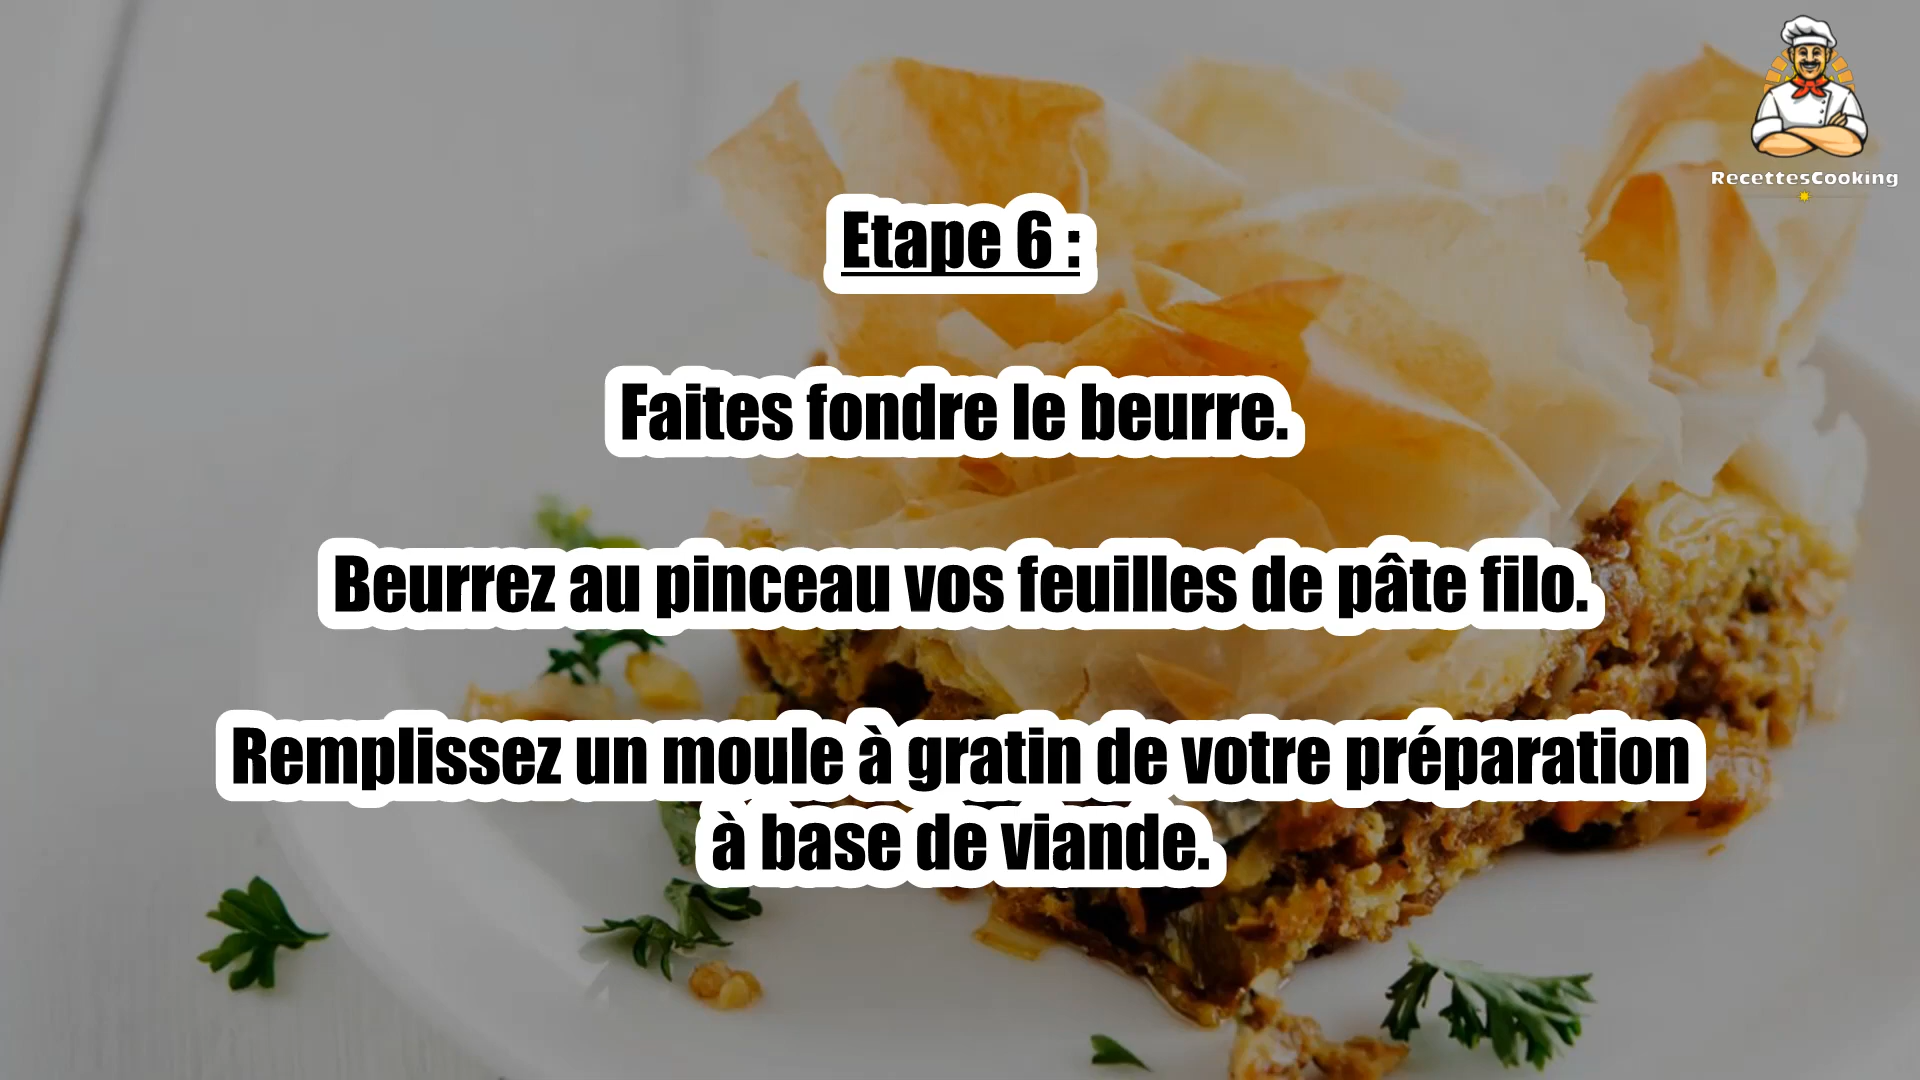 RecettesCooking
Etape 6 :
Faites fondre le beurre.
Beurrez au pinceau vos feuilles de pâte filo.
Remplissez un moule à gratin de votre préparation
à base de viande.